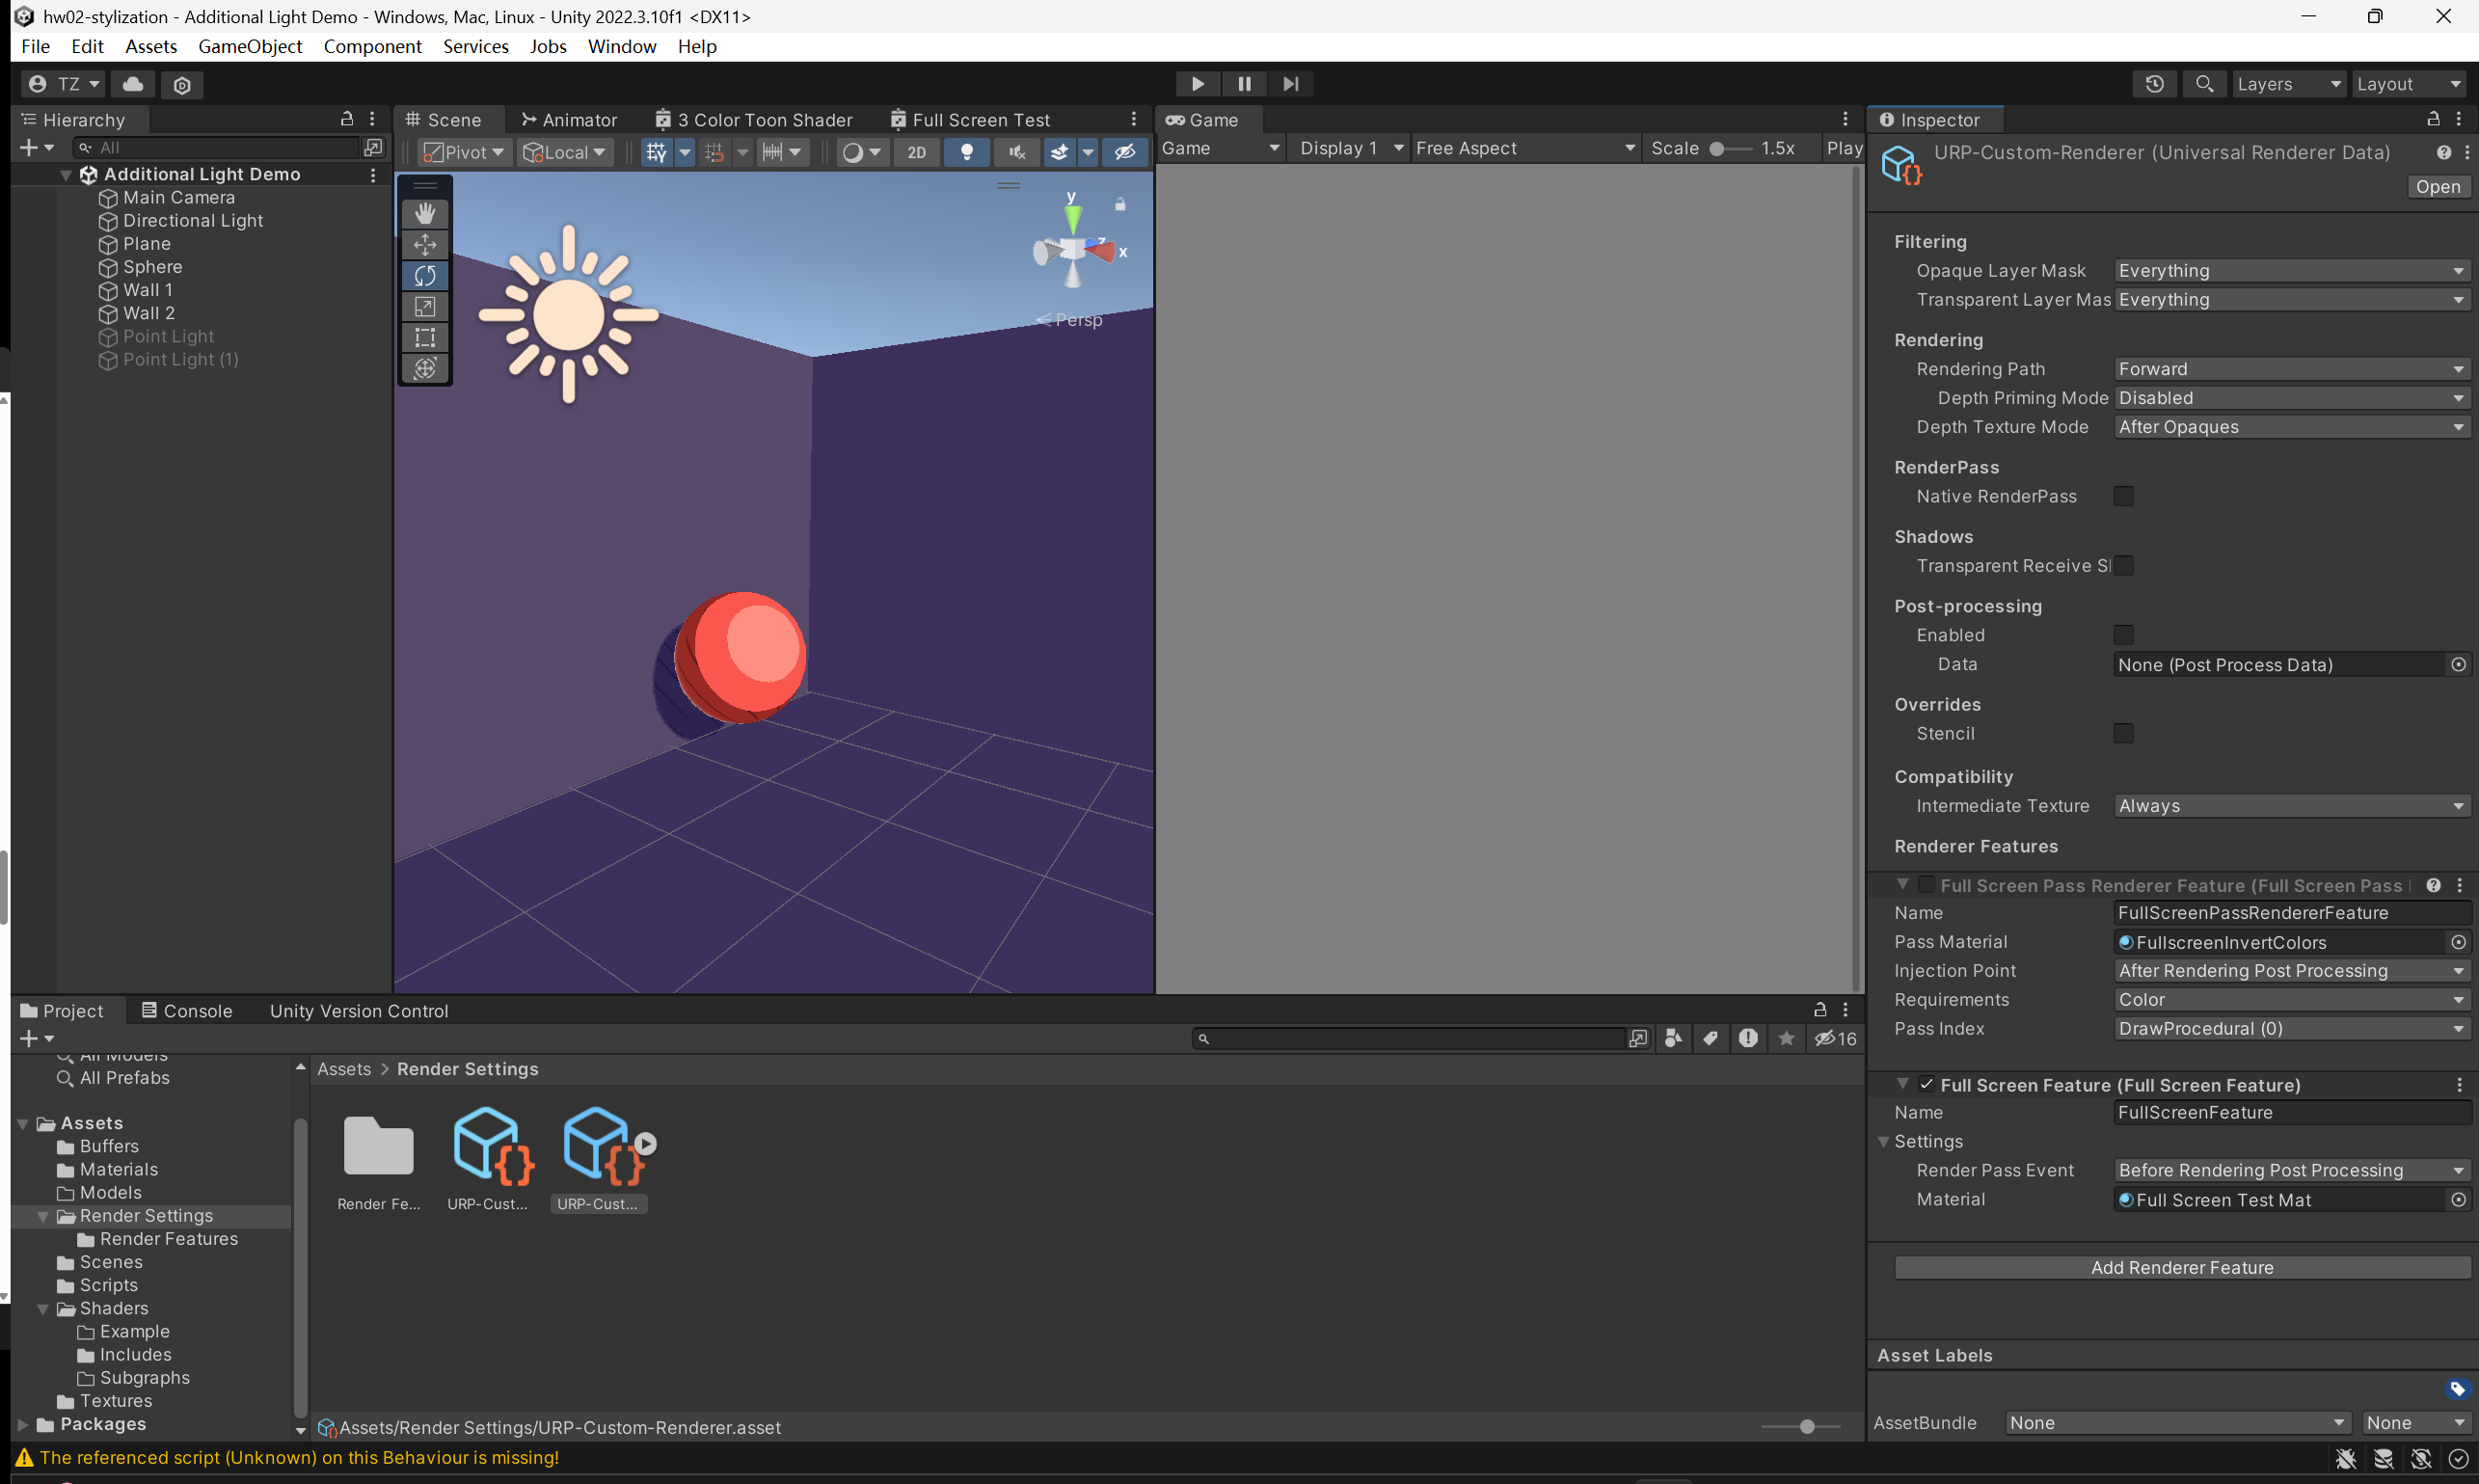 hw02-stylization - Additional Light Demo - Windows, Mac, Linux - Unity 2022.3.10f1 <DX11>
File Edit Assets GameObject Component Services Jobs Window Help
TZ Layers Layout
Hierarchy
All
Additional Light Demo
Main Camera
Directional Light
Plane
Sphere
Wall 1
Wall 2
Point Light
Point Light (1)
Scene Animator 3 Color Toon Shader Full Screen Test
Pivot Local 2D
y
z
x
Persp
Game
Game Display 1 Free Aspect Scale 1.5x Play
Inspector
URP-Custom-Renderer (Universal Renderer Data)
Open
Filtering
Opaque Layer Mask Everything
Transparent Layer Mas Everything
Rendering
Rendering Path Forward
Depth Priming Mode Disabled
Depth Texture Mode After Opaques
RenderPass
Native RenderPass
Shadows
Transparent Receive
Post-processing
Enabled
Data None (Post Process Data)
Overrides
Stencil
Compatibility
Intermediate Texture Always
Renderer Features
Full Screen Pass Renderer Feature (Full Screen Pass
Name FullScreenPassRendererFeature
Pass Material FullscreenInvertColors
Injection Point After Rendering Post Processing
Requirements Color
Pass Index DrawProcedural (0)
Full Screen Feature (Full Screen Feature)
Name FullScreenFeature
Settings
Render Pass Event Before Rendering Post Processing
Material Full Screen Test Mat
Add Renderer Feature
Asset Labels
AssetBundle None None
Project Console Unity Version Control
16
All Models
All Prefabs
Assets
Buffers
Materials
Models
Render Settings
Render Features
Scenes
Scripts
Shaders
Example
Includes
Subgraphs
Textures
Packages
Assets > Render Settings
Render Fe... URP-Cust... URP-Cust...
Assets/Render Settings/URP-Custom-Renderer.asset
The referenced script (Unknown) on this Behaviour is missing!